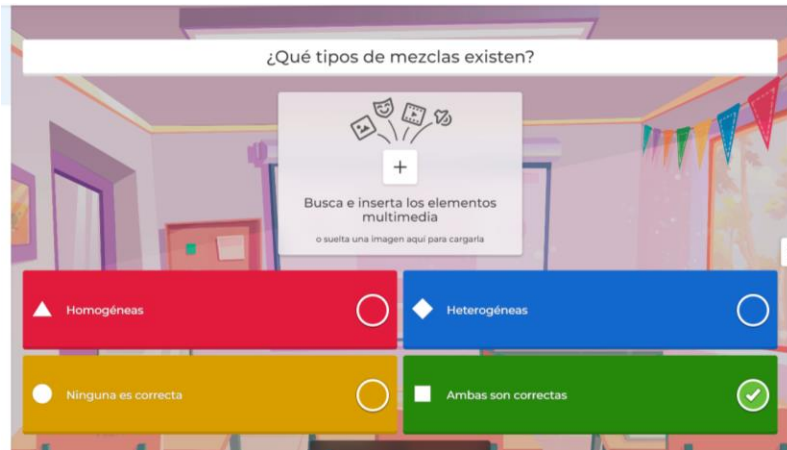 ¿Qué tipos de mezclas existen?
Busca e inserta los elementos
multimedia
o suelta una imagen aquí para cargarla
Homogéneas
Heterogéneas
Ninguna es correcta
Ambas son correctas